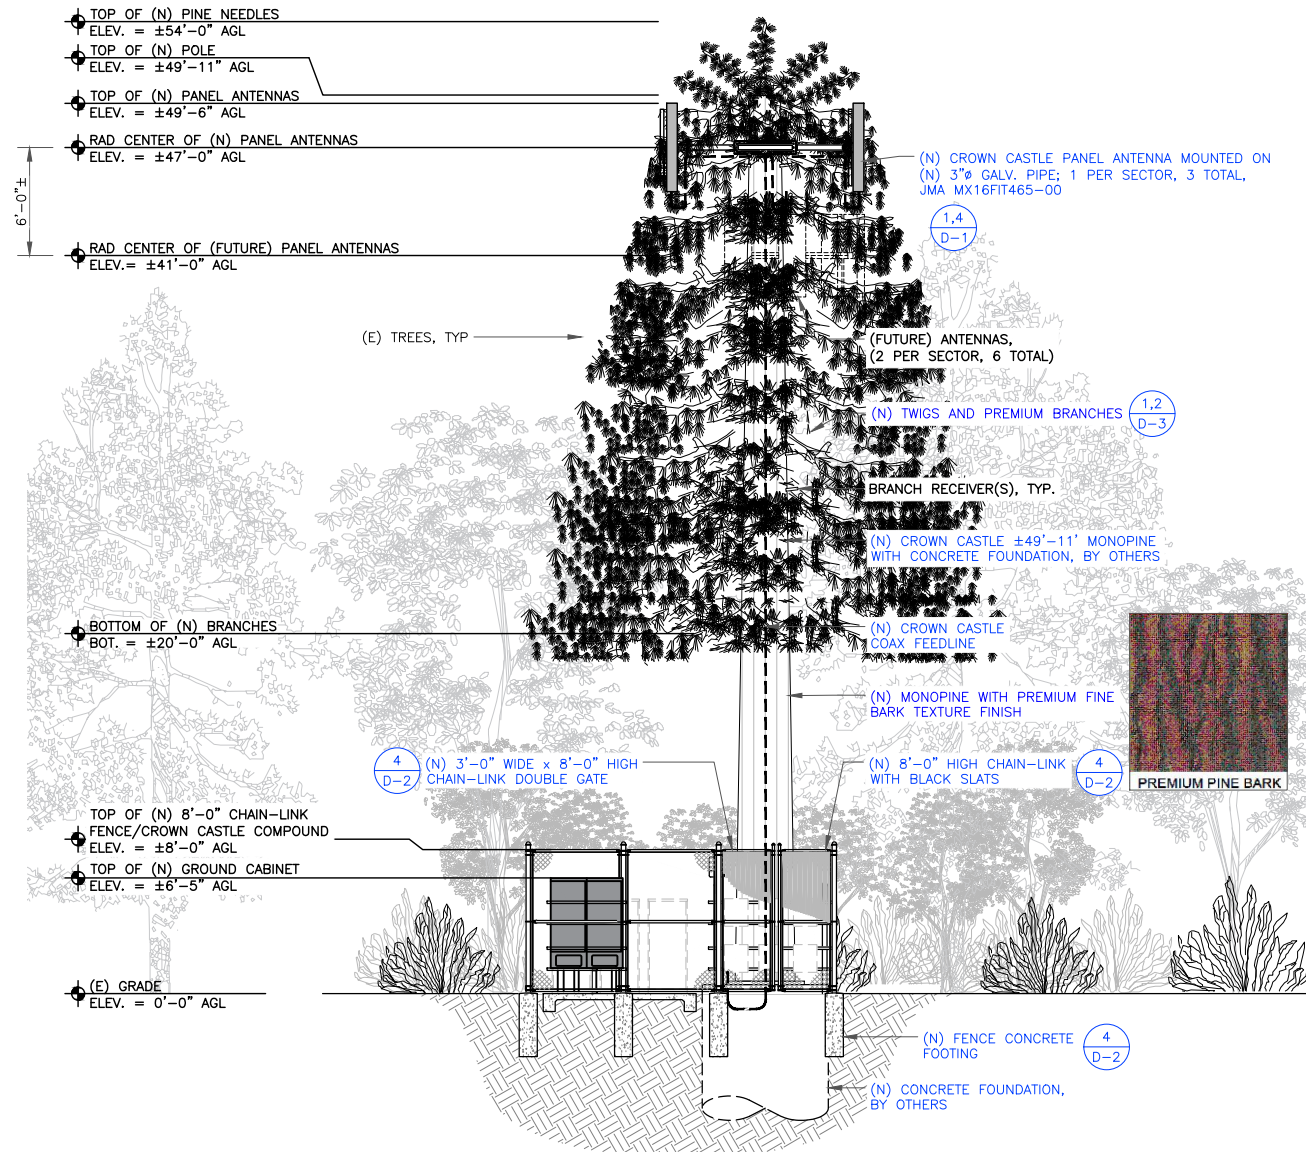 TOP OF (N) PINE NEEDLES
ELEV. = ±54'-0" AGL
TOP OF (N) POLE
ELEV. = ±49'-11" AGL
TOP OF (N) PANEL ANTENNAS
ELEV. = ±49'-6" AGL
RAD CENTER OF (N) PANEL ANTENNAS
ELEV. = ±47'-0" AGL
6'-0"±
RAD CENTER OF (FUTURE) PANEL ANTENNAS
ELEV.= ±41'-0" AGL
(N) CROWN CASTLE PANEL ANTENNA MOUNTED ON
(N) 3"ø GALV. PIPE; 1 PER SECTOR, 3 TOTAL,
JMA MX16FIT465-00
1,4
D-1
(E) TREES, TYP
(FUTURE) ANTENNAS,
(2 PER SECTOR, 6 TOTAL)
(N) TWIGS AND PREMIUM BRANCHES
1,2
D-3
BRANCH RECEIVER(S), TYP.
(N) CROWN CASTLE ±49'-11' MONOPINE
WITH CONCRETE FOUNDATION, BY OTHERS
BOTTOM OF (N) BRANCHES
BOT. = ±20'-0" AGL
(N) CROWN CASTLE
COAX FEEDLINE
(N) MONOPINE WITH PREMIUM FINE
BARK TEXTURE FINISH
PREMIUM PINE BARK
4
D-2
(N) 3'-0" WIDE x 8'-0" HIGH
CHAIN-LINK DOUBLE GATE
(N) 8'-0" HIGH CHAIN-LINK
WITH BLACK SLATS
4
D-2
TOP OF (N) 8'-0" CHAIN-LINK
FENCE/CROWN CASTLE COMPOUND
ELEV. = ±8'-0" AGL
TOP OF (N) GROUND CABINET
ELEV. = ±6'-5" AGL
(E) GRADE
ELEV. = 0'-0" AGL
(N) FENCE CONCRETE
FOOTING
4
D-2
(N) CONCRETE FOUNDATION,
BY OTHERS